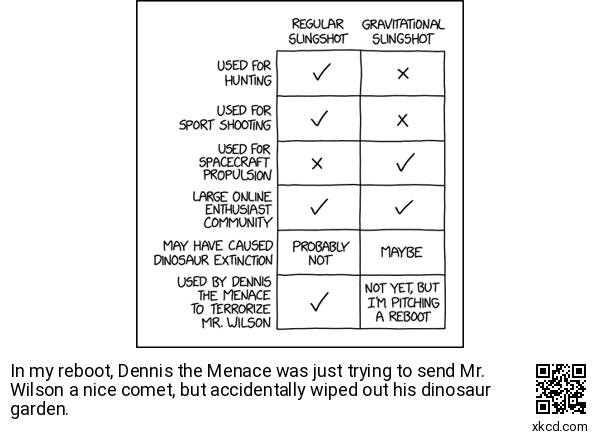 REGULAR SLINGSHOT
GRAVITATIONAL SLINGSHOT
USED FOR
HUNTING
USED FOR
SPORT SHOOTING
USED FOR
SPACECRAFT
PROPULSION
LARGE ONLINE
ENTHUSIAST
COMMUNITY
MAY HAVE CAUSED
DINOSAUR EXTINCTION
PROBABLY
NOT
MAYBE
USED BY DENNIS
THE MENACE
TO TERRORIZE
MR. WILSON
NOT YET, BUT
I'M PITCHING
A REBOOT
In my reboot, Dennis the Menace was just trying to send Mr.
Wilson a nice comet, but accidentally wiped out his dinosaur
garden.
xkcd.com